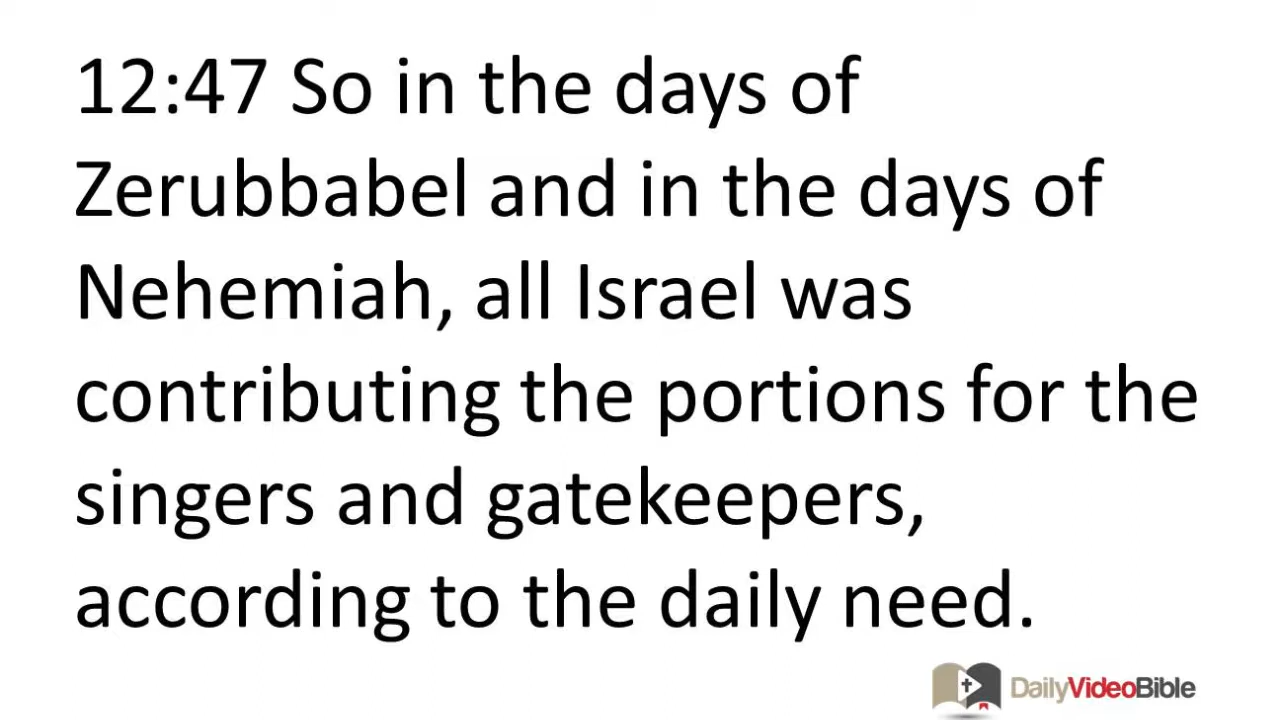 12:47 So in the days of
Zerubbabel and in the days of
Nehemiah, all Israel was
contributing the portions for the
singers and gatekeepers,
according to the daily need.
DailyVideoBible